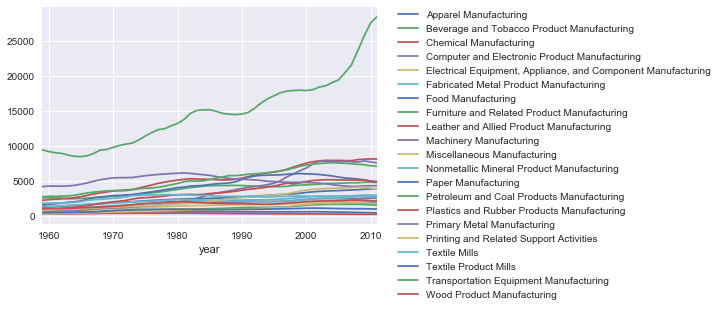 25000
20000
15000
10000
5000
0
1960 1970 1980 1990 2000 2010
year
Apparel Manufacturing
Beverage and Tobacco Product Manufacturing
Chemical Manufacturing
Computer and Electronic Product Manufacturing
Electrical Equipment, Appliance, and Component Manufacturing
Fabricated Metal Product Manufacturing
Food Manufacturing
Furniture and Related Product Manufacturing
Leather and Allied Product Manufacturing
Machinery Manufacturing
Miscellaneous Manufacturing
Nonmetallic Mineral Product Manufacturing
Paper Manufacturing
Petroleum and Coal Products Manufacturing
Plastics and Rubber Products Manufacturing
Primary Metal Manufacturing
Printing and Related Support Activities
Textile Mills
Textile Product Mills
Transportation Equipment Manufacturing
Wood Product Manufacturing